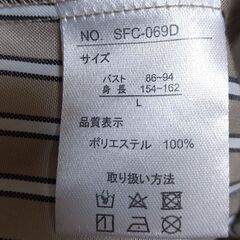 NO. SFC-069D
サイズ
バスト 86~94
身長 154~162
L
品質表示
ポリエステル 100%
取り扱い方法